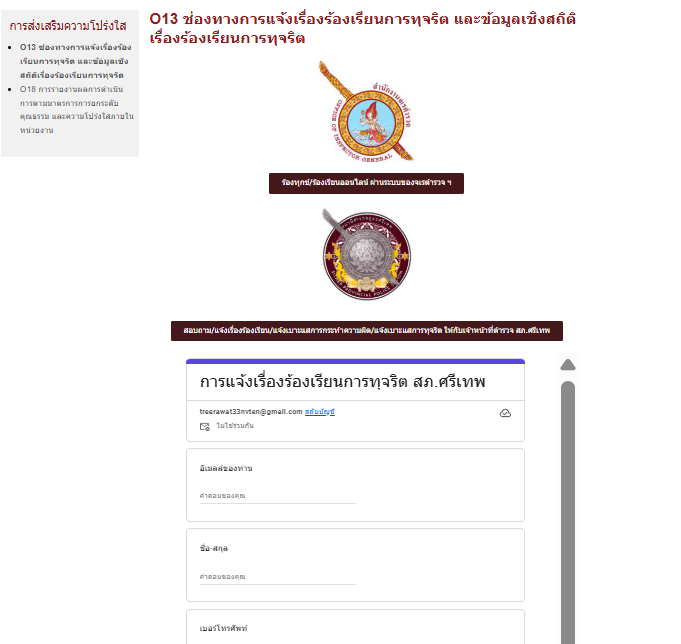 การส่งเสริมความโปร่งใส
O13 ช่องทางการแจ้งเรื่องร้อง
เรียนการทุจริต และข้อมูลเชิง
สถิติเรื่องร้องเรียนการทุจริต
O18 การรายงานผลการดำเนิน
การตามมาตรการการยกระดับ
คุณธรรม และความโปร่งใสภายใน
หน่วยงาน
O13 ช่องทางการแจ้งเรื่องร้องเรียนการทุจริต และข้อมูลเชิงสถิติ
เรื่องร้องเรียนการทุจริต
สำนักงานจเรตำรวจ
OFFICE OF INSPECTOR GENERAL
ร้องทุกข์/ร้องเรียนออนไลน์ ผ่านระบบของจเรตำรวจ ฯ
สอบถาม/แจ้งเรื่องร้องเรียน/แจ้งเบาะแสการกระทำความผิด/แจ้งเบาะแสการทุจริต ให้กับเจ้าหน้าที่ตำรวจ สภ.ศรีเทพ
การแจ้งเรื่องร้องเรียนการทุจริต สภ.ศรีเทพ
treerawat33nvten@gmail.com สลับบัญชี
ไม่ใช่ร่วมกัน
อีเมลล์ของท่าน
คำตอบของคุณ
ชื่อ-สกุล
คำตอบของคุณ
เบอร์โทรศัพท์